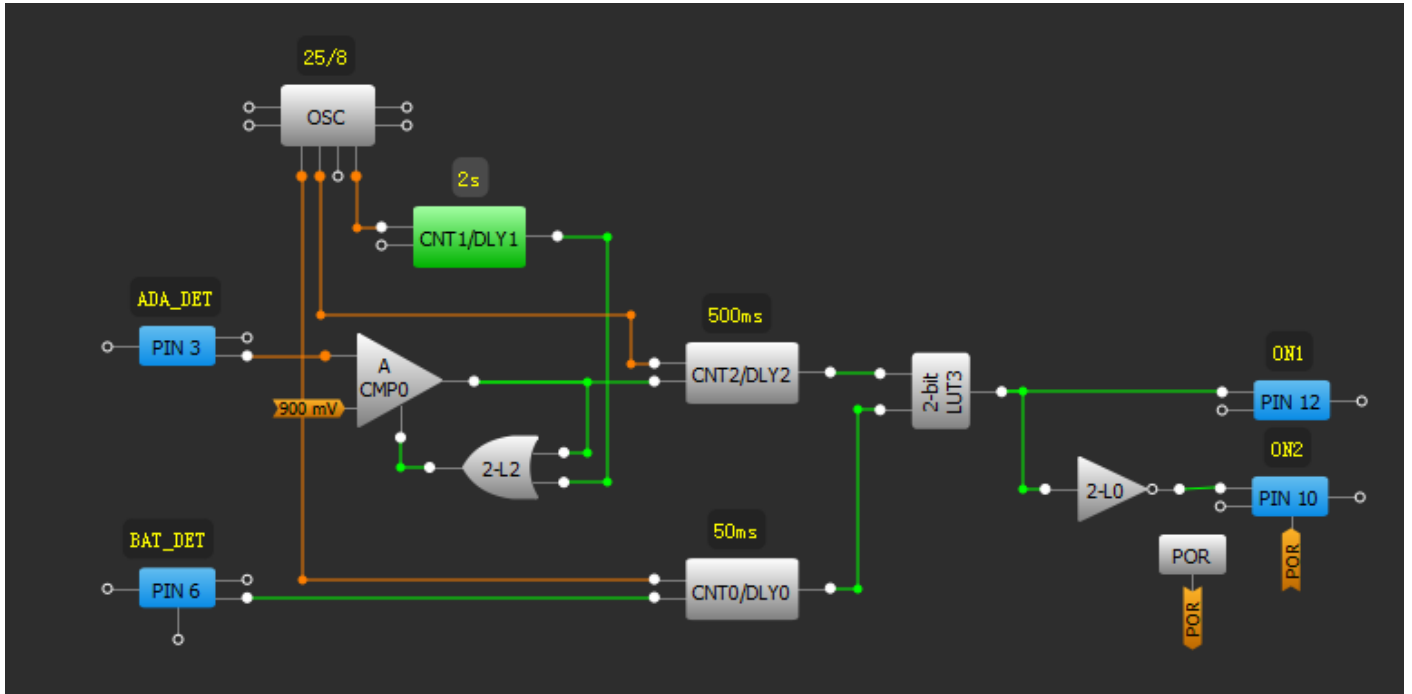 25/8
OSC
2s
CNT1/DLY1
ADA_DET
PIN 3
A
CMP0
900 mV
500ms
CNT2/DLY2
2-bit
LUT3
ON1
PIN 12
2-L2
2-L0
ON2
PIN 10
BAT_DET
PIN 6
50ms
CNT0/DLY0
POR
POR
POR